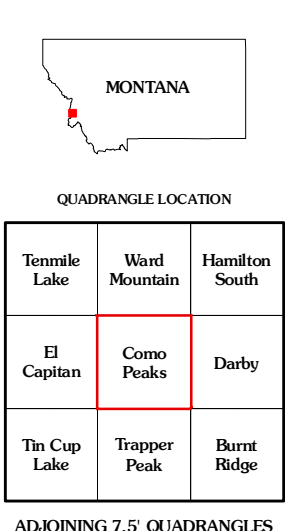 MONTANA
QUADRANGLE LOCATION
Tenmile
Lake
Ward
Mountain
Hamilton
South
El
Capitan
Como
Peaks
Darby
Tin Cup
Lake
Trapper
Peak
Burnt
Ridge
ADJOINING 7.5' QUADRANGLES